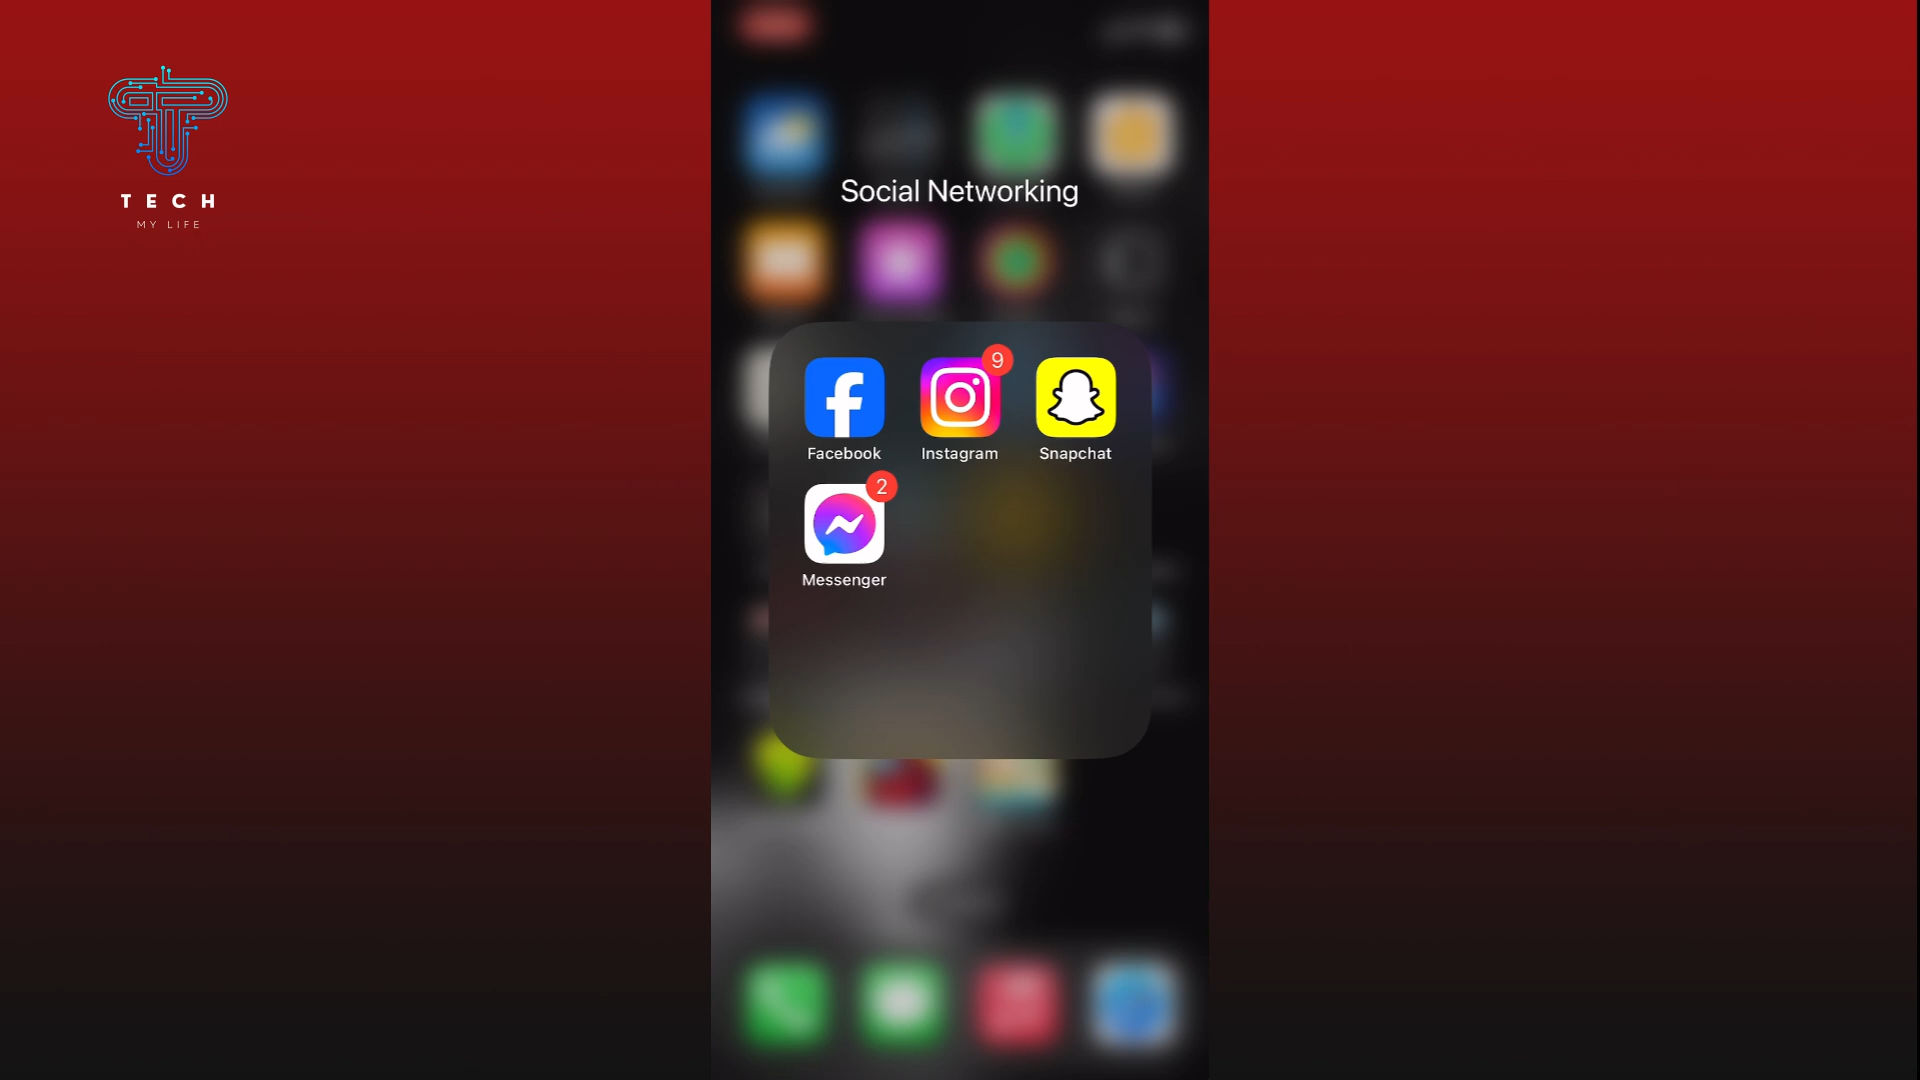 TECH
MY LIFE
Social Networking
9
Facebook
Instagram
Snapchat
2
Messenger